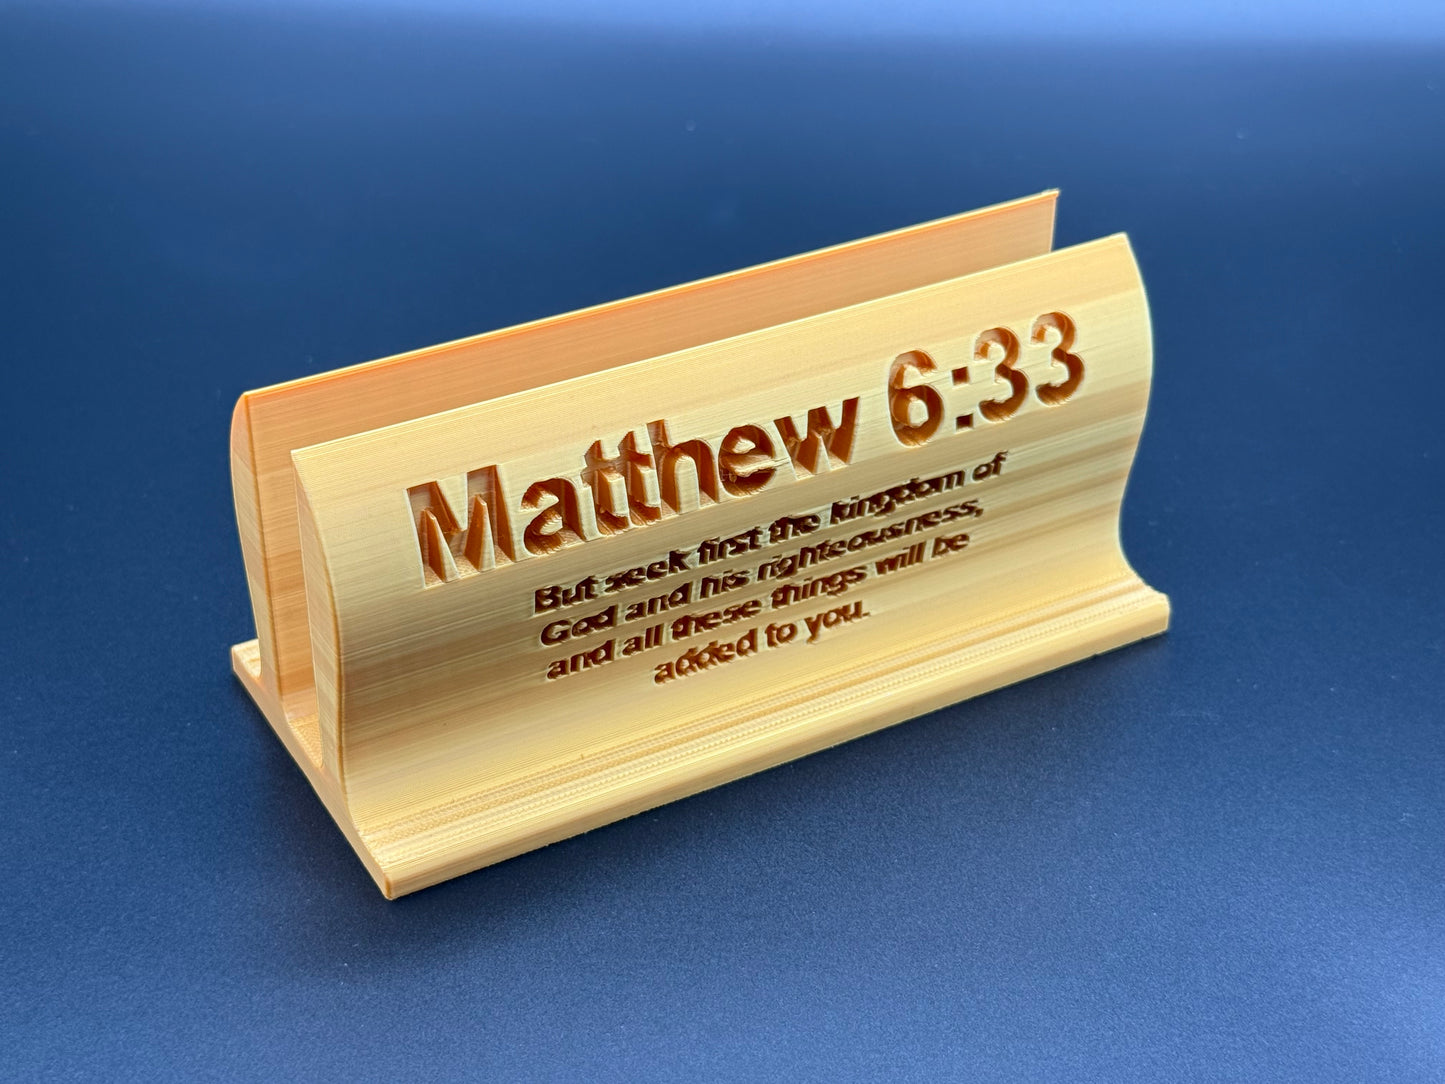 Matthew 6:33
But seek first the kingdom of
God and his righteousness,
and all these things will be
added to you.